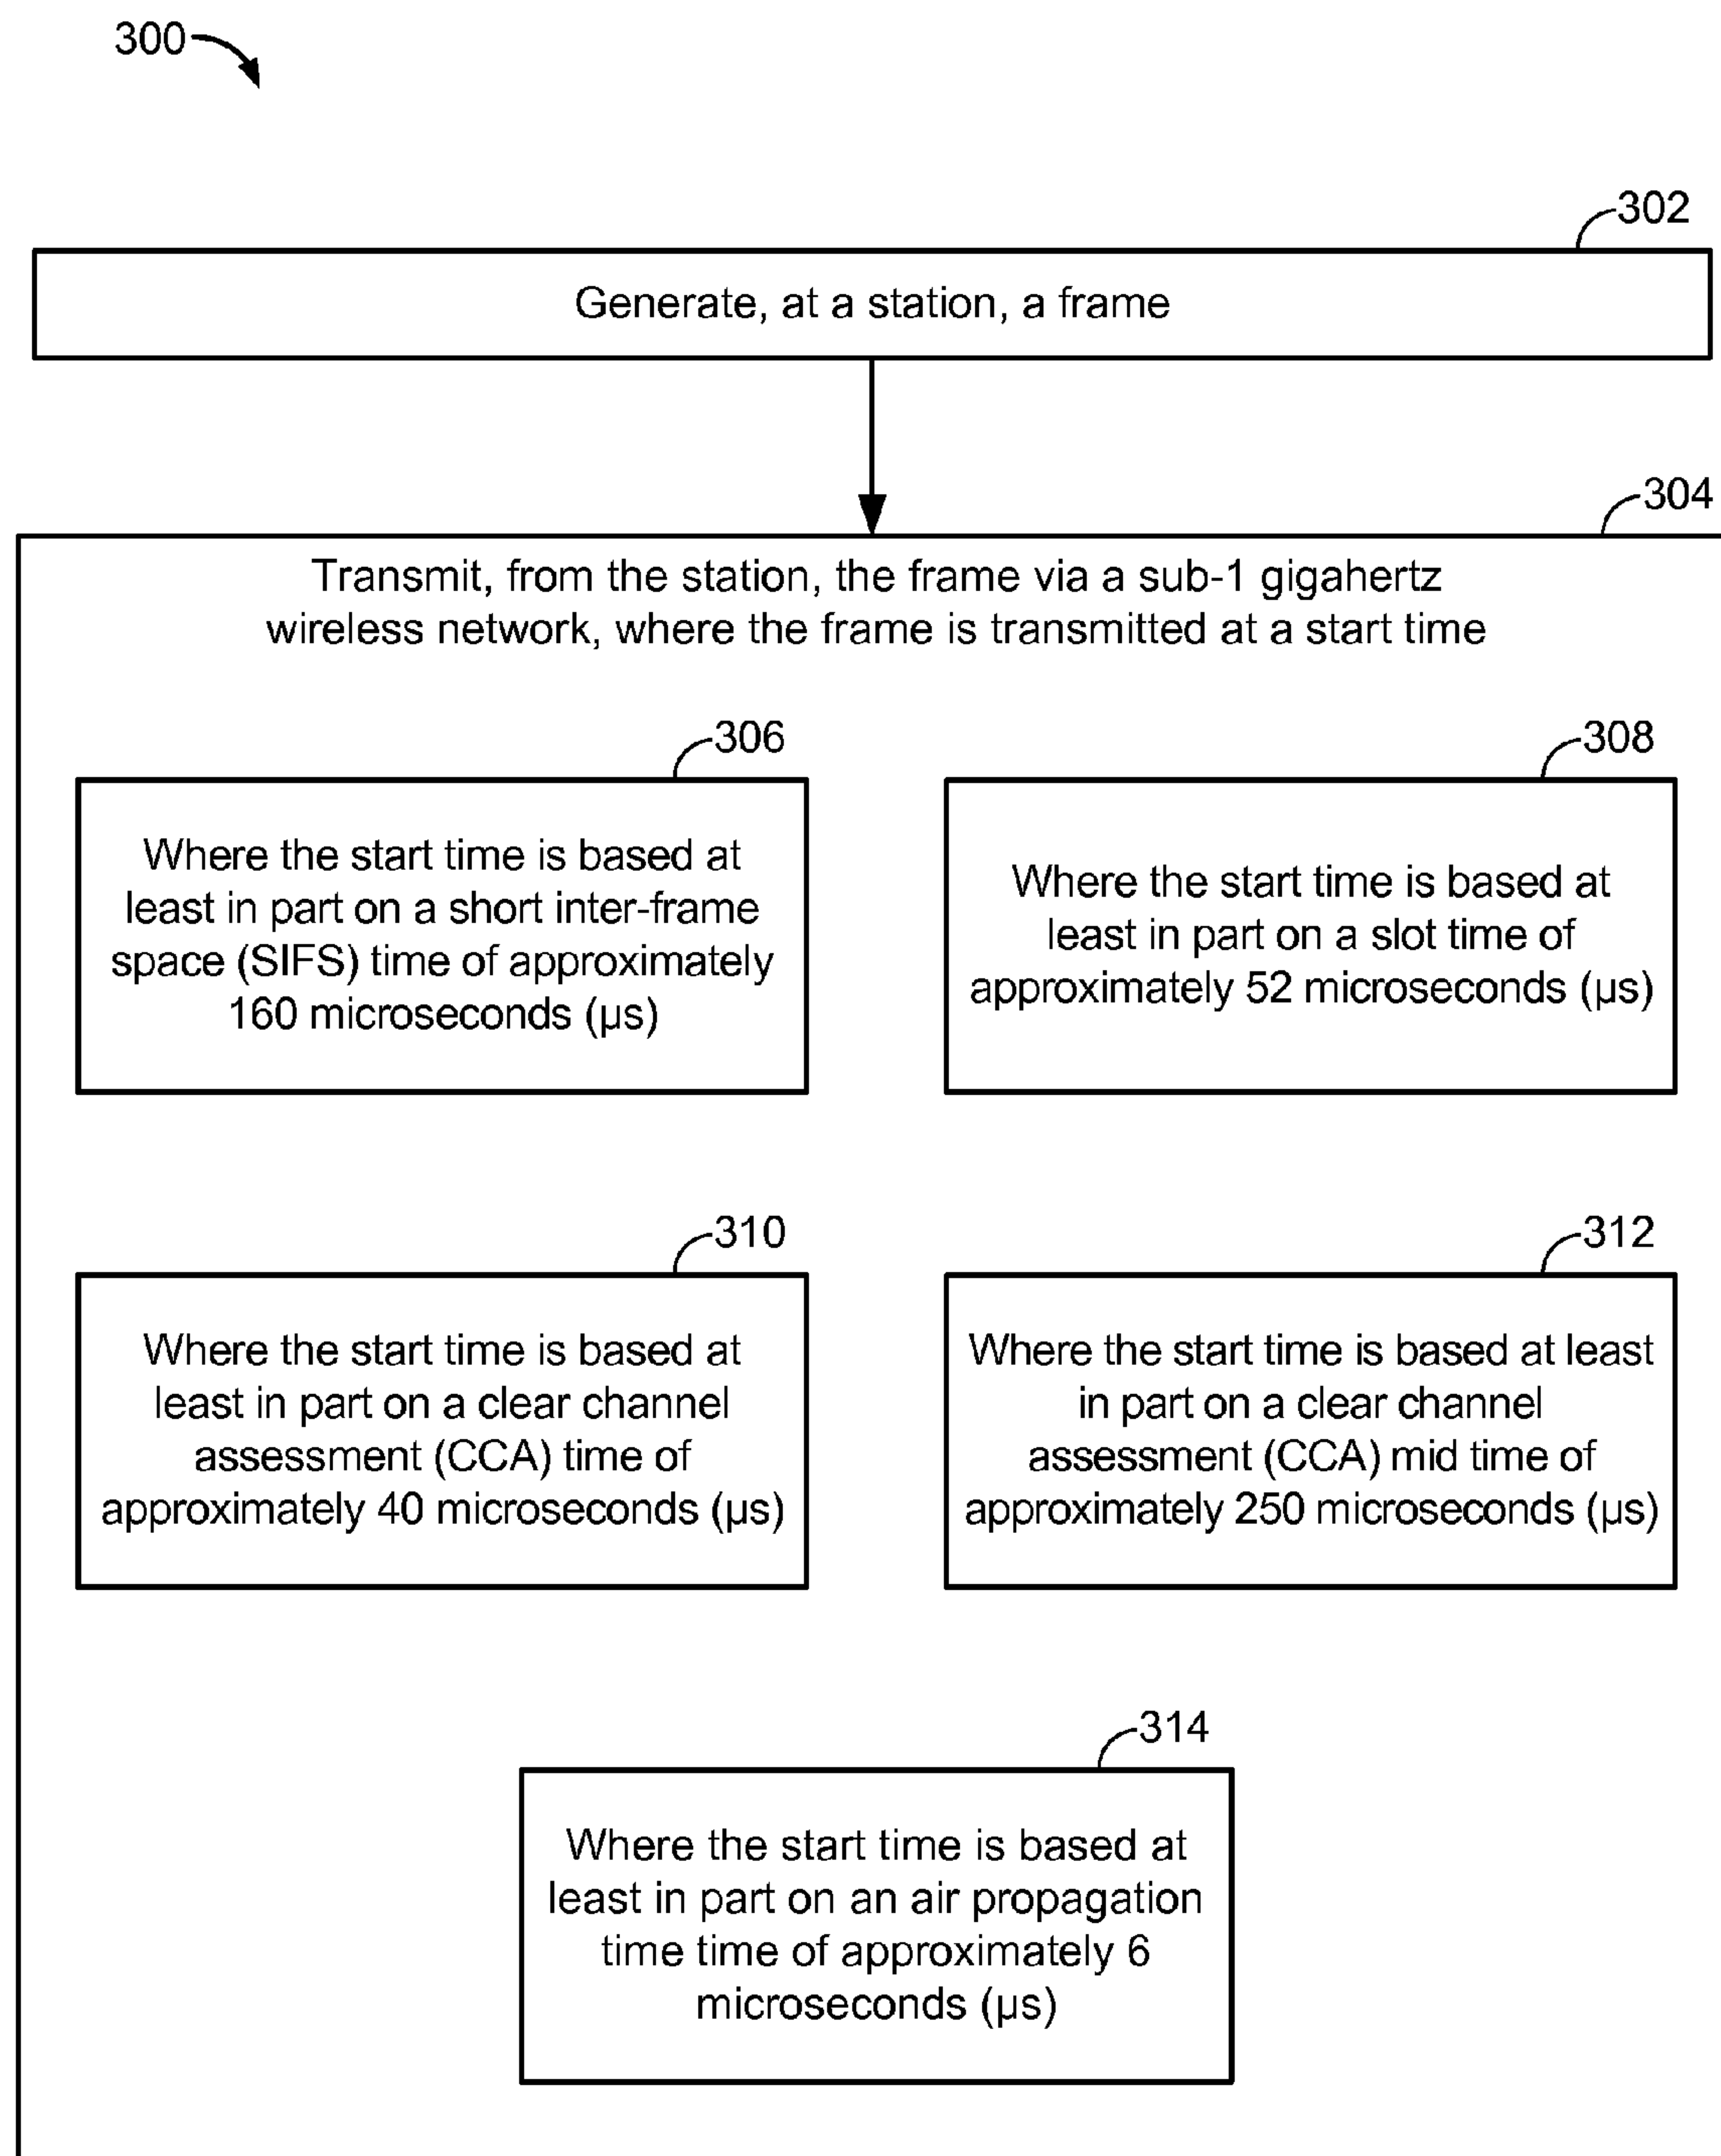 300
302
Generate, at a station, a frame
304
Transmit, from the station, the frame via a sub-1 gigahertz
wireless network, where the frame is transmitted at a start time
306
Where the start time is based at
least in part on a short inter-frame
space (SIFS) time of approximately
160 microseconds (µs)
308
Where the start time is based at
least in part on a slot time of
approximately 52 microseconds (µs)
310
Where the start time is based at
least in part on a clear channel
assessment (CCA) time of
approximately 40 microseconds (µs)
312
Where the start time is based at least
in part on a clear channel
assessment (CCA) mid time of
approximately 250 microseconds (µs)
314
Where the start time is based at
least in part on an air propagation
time time of approximately 6
microseconds (µs)